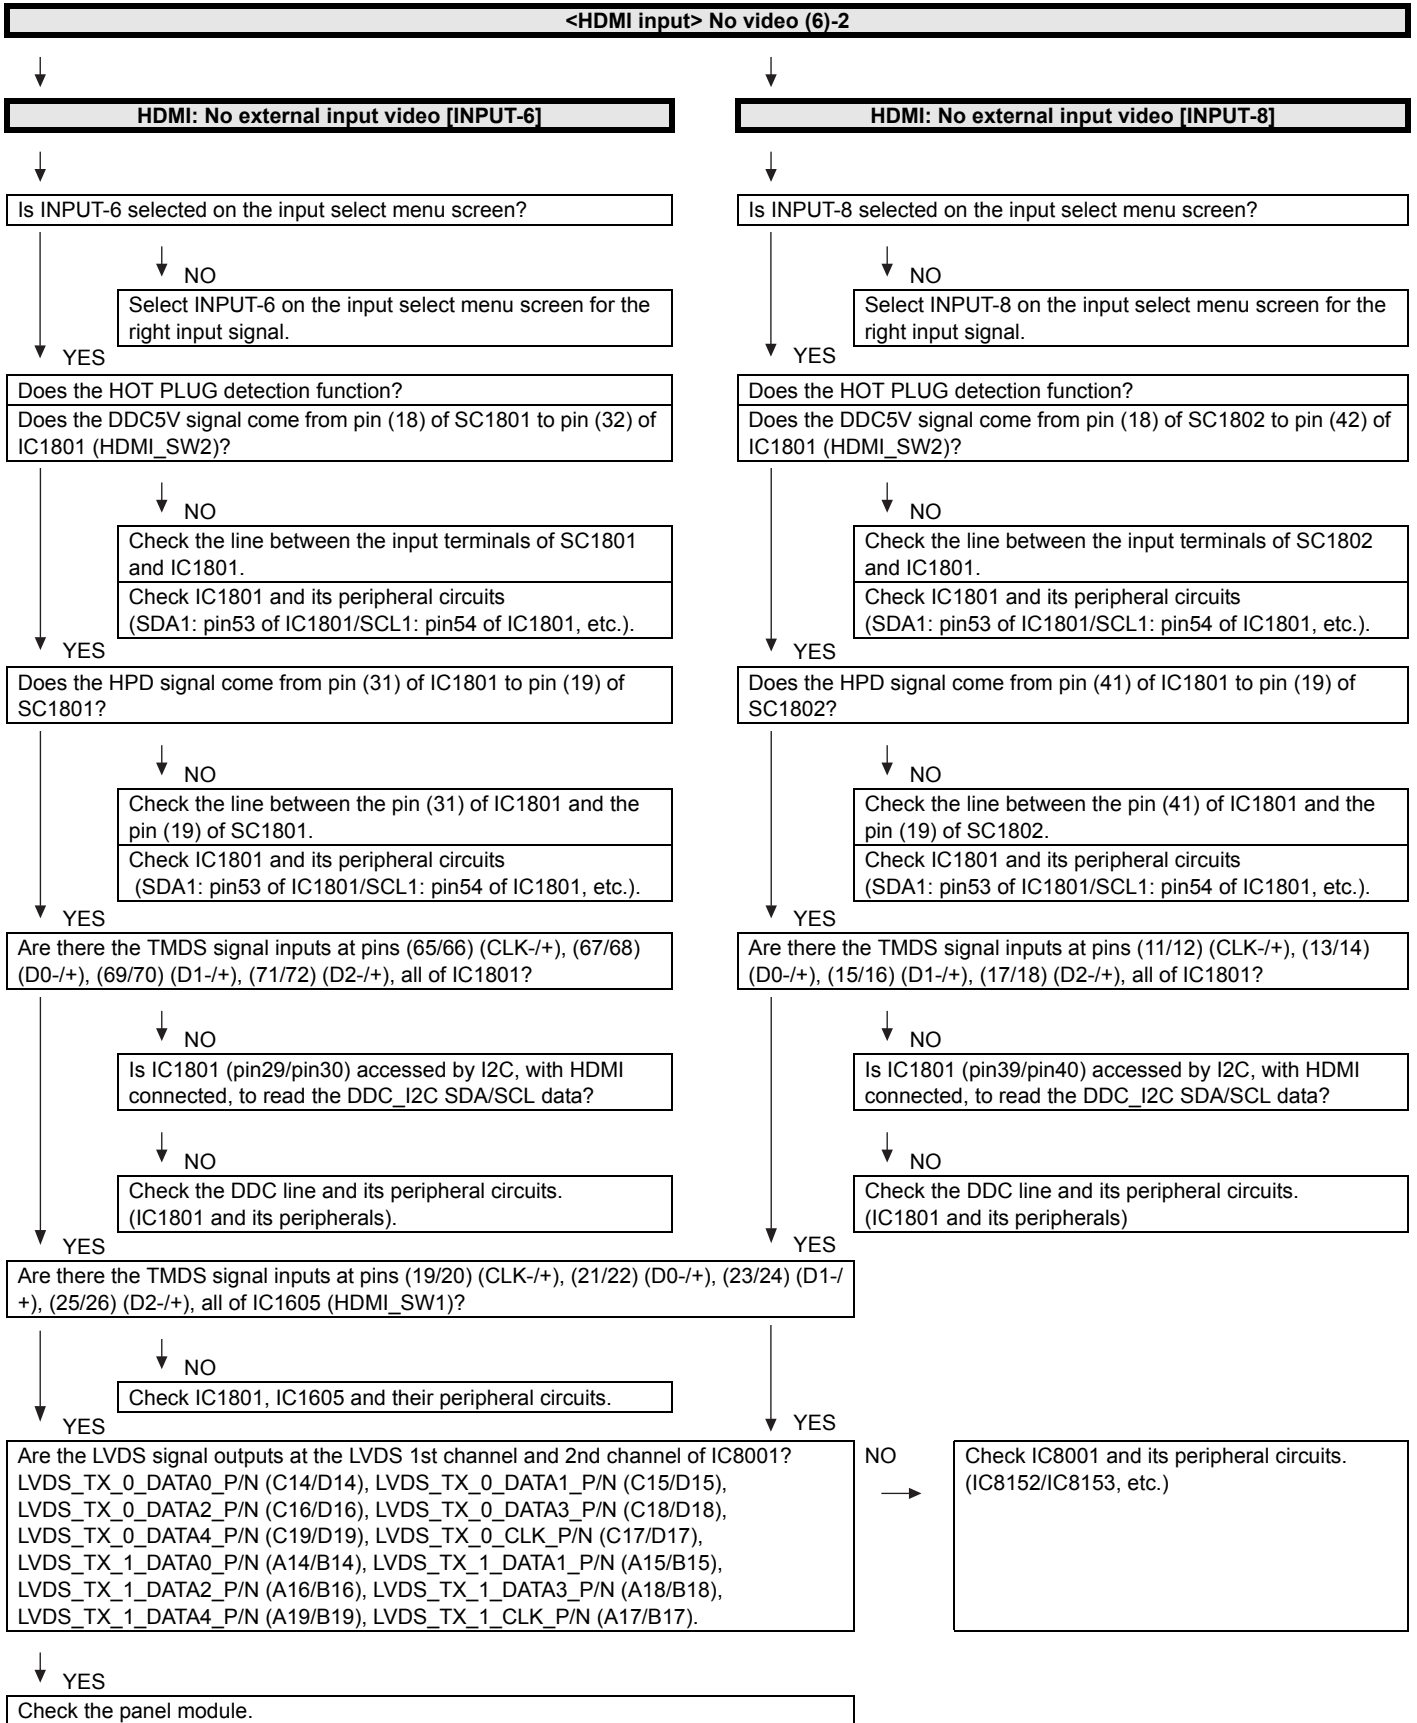 <HDMI input> No video (6)-2
HDMI: No external input video [INPUT-6]
Is INPUT-6 selected on the input select menu screen?
NO
Select INPUT-6 on the input select menu screen for the
right input signal.
YES
Does the HOT PLUG detection function?
Does the DDC5V signal come from pin (18) of SC1801 to pin (32) of
IC1801 (HDMI_SW2)?
NO
Check the line between the input terminals of SC1801
and IC1801.
Check IC1801 and its peripheral circuits
(SDA1: pin53 of IC1801/SCL1: pin54 of IC1801, etc.).
YES
Does the HPD signal come from pin (31) of IC1801 to pin (19) of
SC1801?
NO
Check the line between the pin (31) of IC1801 and the
pin (19) of SC1801.
Check IC1801 and its peripheral circuits
(SDA1: pin53 of IC1801/SCL1: pin54 of IC1801, etc.).
YES
Are there the TMDS signal inputs at pins (65/66) (CLK-/+), (67/68)
(D0-/+), (69/70) (D1-/+), (71/72) (D2-/+), all of IC1801?
NO
Is IC1801 (pin29/pin30) accessed by I2C, with HDMI
connected, to read the DDC_I2C SDA/SCL data?
NO
Check the DDC line and its peripheral circuits.
(IC1801 and its peripherals).
YES
HDMI: No external input video [INPUT-8]
Is INPUT-8 selected on the input select menu screen?
NO
Select INPUT-8 on the input select menu screen for the
right input signal.
YES
Does the HOT PLUG detection function?
Does the DDC5V signal come from pin (18) of SC1802 to pin (42) of
IC1801 (HDMI_SW2)?
NO
Check the line between the input terminals of SC1802
and IC1801.
Check IC1801 and its peripheral circuits
(SDA1: pin53 of IC1801/SCL1: pin54 of IC1801, etc.).
YES
Does the HPD signal come from pin (41) of IC1801 to pin (19) of
SC1802?
NO
Check the line between the pin (41) of IC1801 and the
pin (19) of SC1802.
Check IC1801 and its peripheral circuits
(SDA1: pin53 of IC1801/SCL1: pin54 of IC1801, etc.).
YES
Are there the TMDS signal inputs at pins (11/12) (CLK-/+), (13/14)
(D0-/+), (15/16) (D1-/+), (17/18) (D2-/+), all of IC1801?
NO
Is IC1801 (pin39/pin40) accessed by I2C, with HDMI
connected, to read the DDC_I2C SDA/SCL data?
NO
Check the DDC line and its peripheral circuits.
(IC1801 and its peripherals)
YES
Are there the TMDS signal inputs at pins (19/20) (CLK-/+), (21/22) (D0-/+), (23/24) (D1-/
+), (25/26) (D2-/+), all of IC1605 (HDMI_SW1)?
NO
Check IC1801, IC1605 and their peripheral circuits.
YES
YES
Are the LVDS signal outputs at the LVDS 1st channel and 2nd channel of IC8001?
LVDS_TX_0_DATA0_P/N (C14/D14), LVDS_TX_0_DATA1_P/N (C15/D15),
LVDS_TX_0_DATA2_P/N (C16/D16), LVDS_TX_0_DATA3_P/N (C18/D18),
LVDS_TX_0_DATA4_P/N (C19/D19), LVDS_TX_0_CLK_P/N (C17/D17),
LVDS_TX_1_DATA0_P/N (A14/B14), LVDS_TX_1_DATA1_P/N (A15/B15),
LVDS_TX_1_DATA2_P/N (A16/B16), LVDS_TX_1_DATA3_P/N (A18/B18),
LVDS_TX_1_DATA4_P/N (A19/B19), LVDS_TX_1_CLK_P/N (A17/B17).
NO
Check IC8001 and its peripheral circuits.
(IC8152/IC8153, etc.)
YES
Check the panel module.